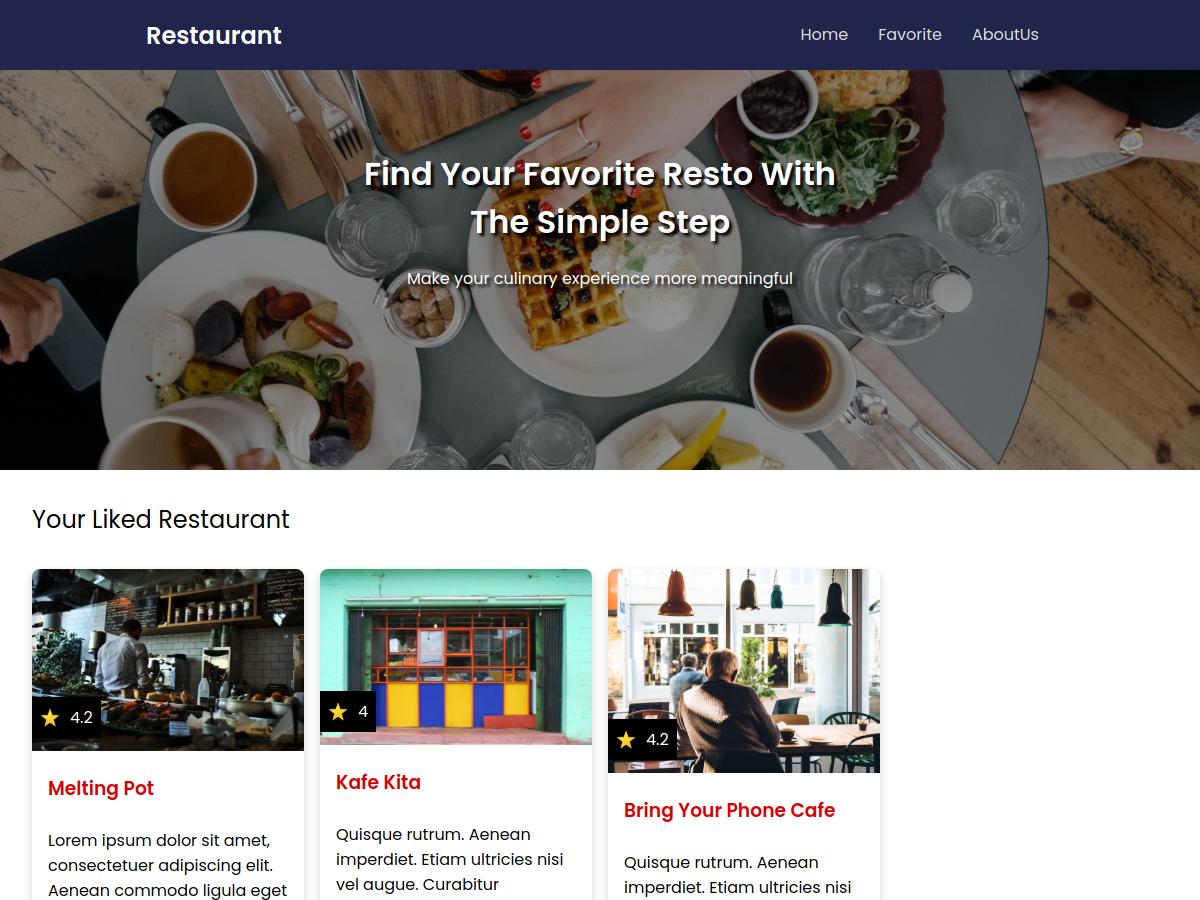 Restaurant
Home
Favorite
AboutUs
Find Your Favorite Resto With
The Simple Step
Make your culinary experience more meaningful
Your Liked Restaurant
4.2
4
4.2
Melting Pot
Lorem ipsum dolor sit amet,
consectetuer adipiscing elit.
Aenean commodo ligula eget
Kafe Kita
Quisque rutrum. Aenean
imperdiet. Etiam ultricies nisi
vel augue. Curabitur
Bring Your Phone Cafe
Quisque rutrum. Aenean
imperdiet. Etiam ultricies nisi